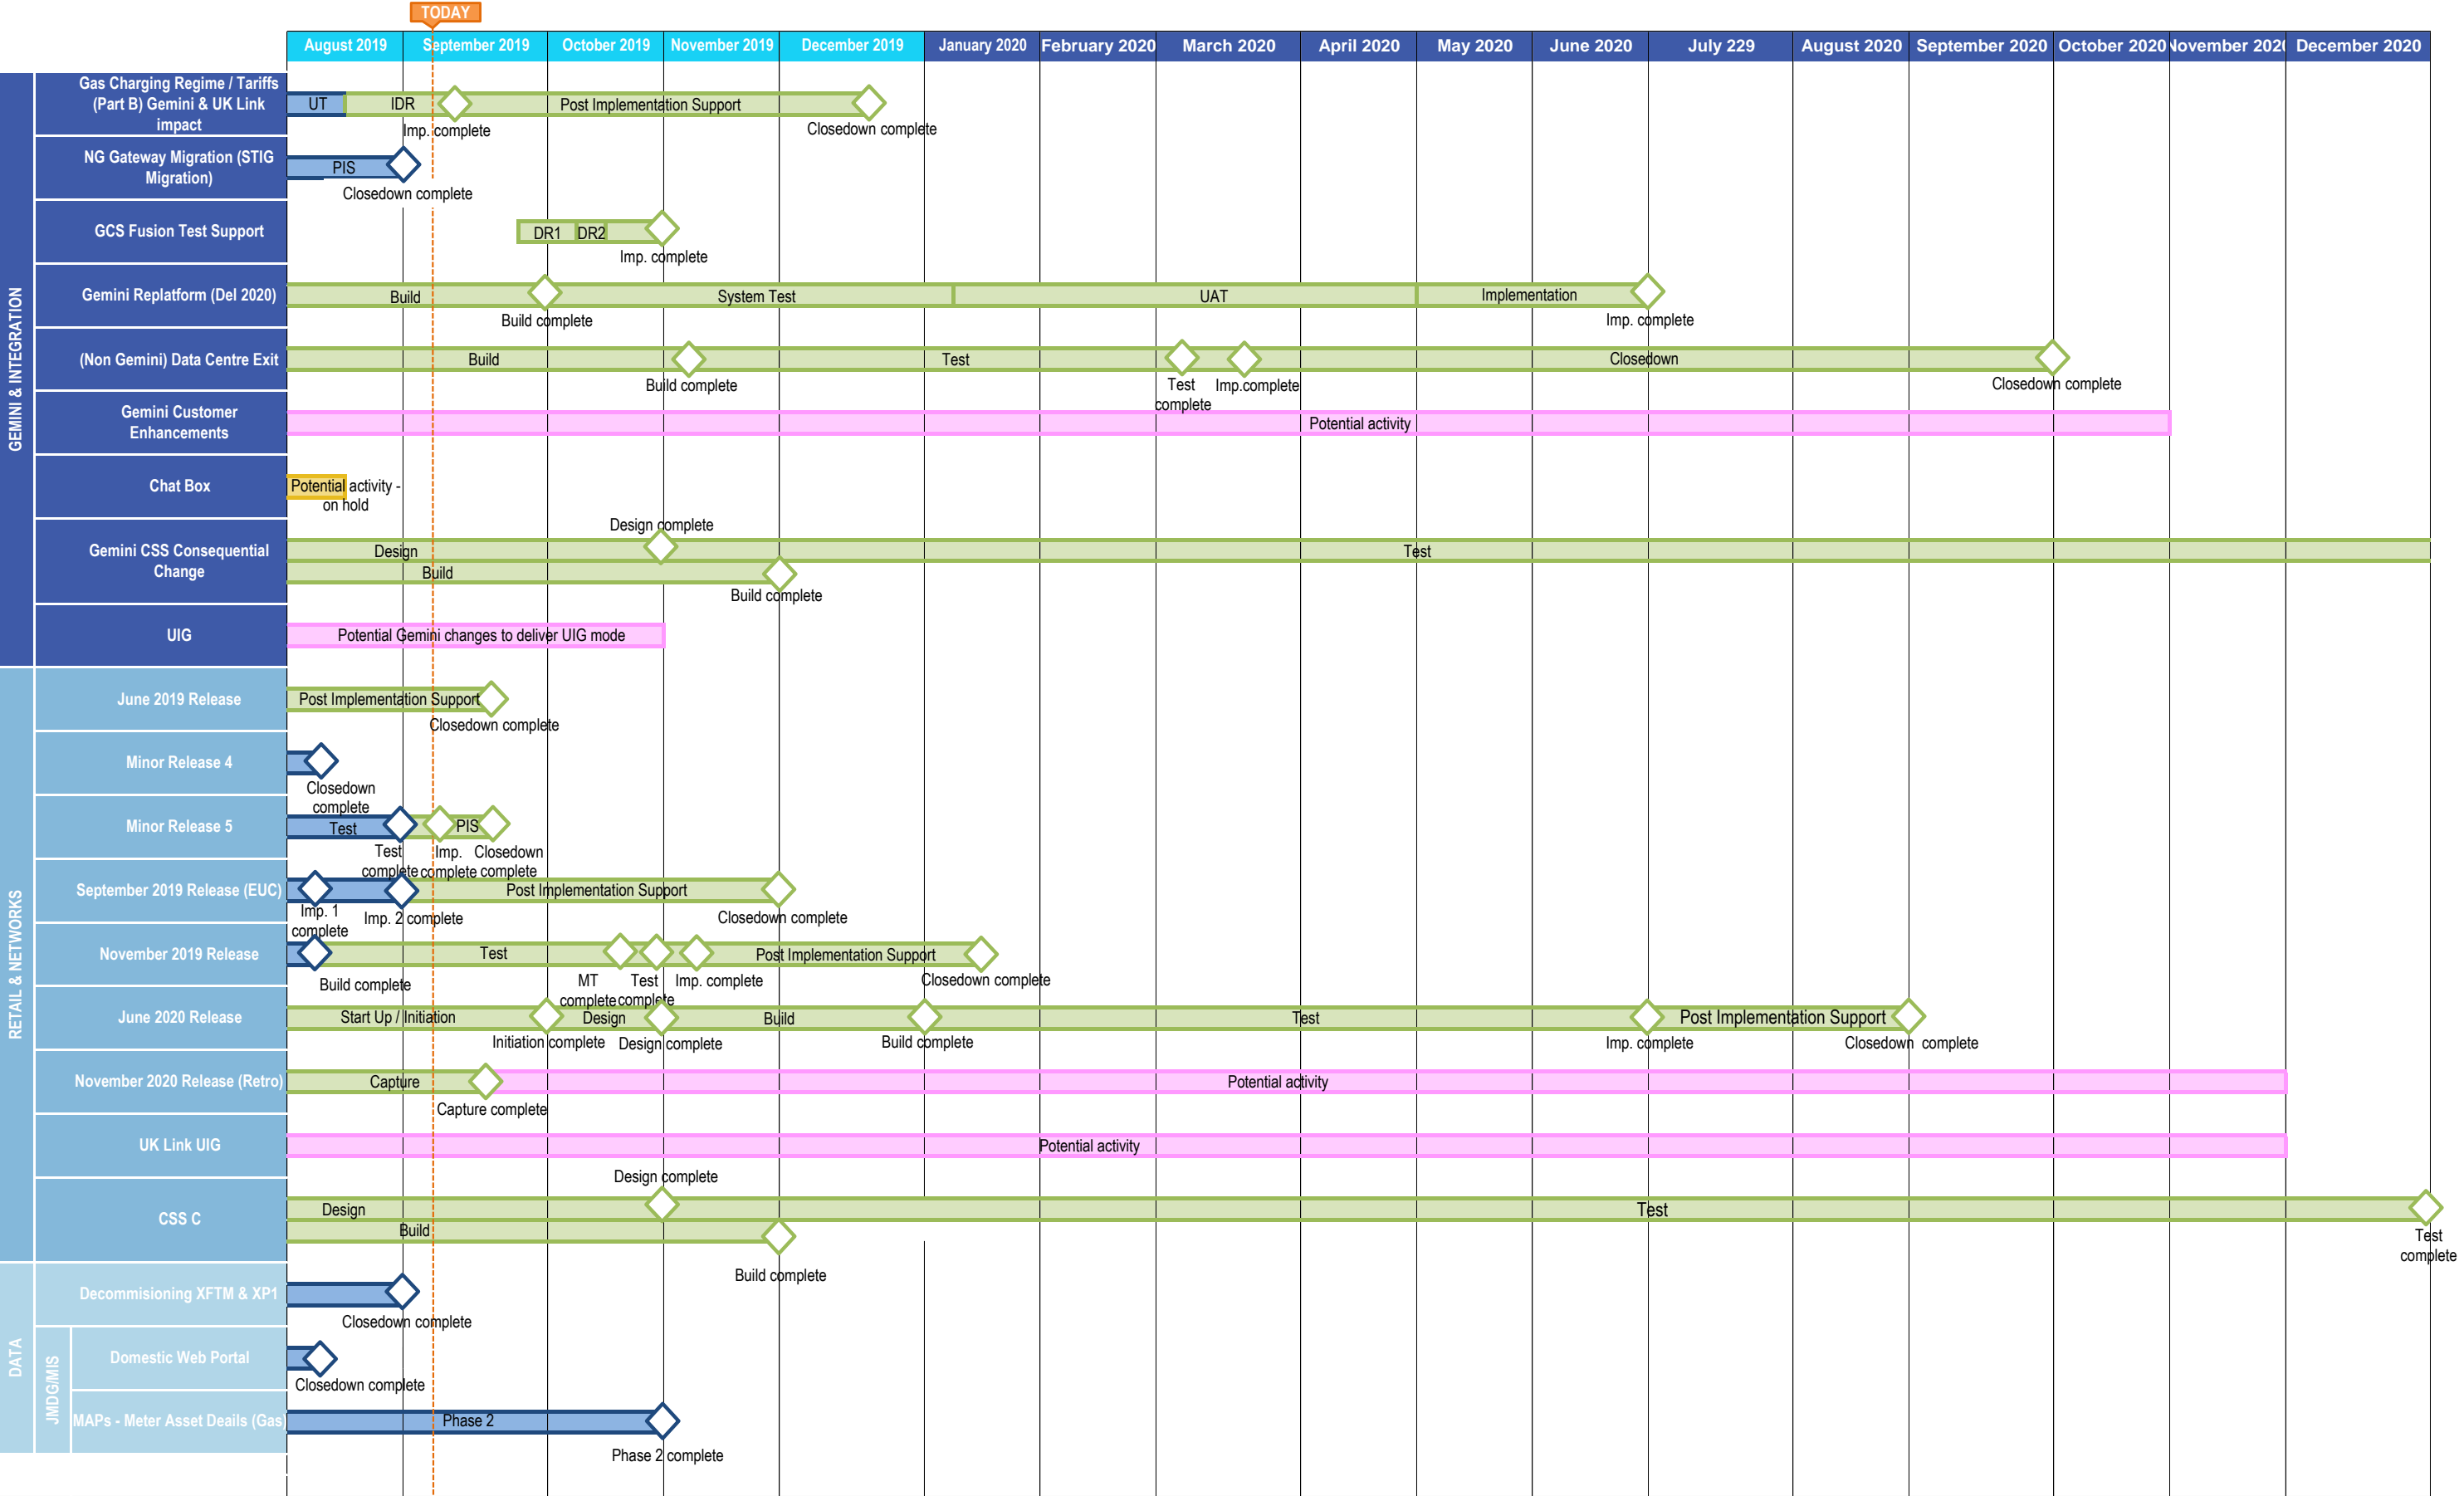 TODAY
August 2019 September 2019 October 2019 November 2019 December 2019 January 2020 February 2020 March 2020 April 2020 May 2020 June 2020 July 229 August 2020 September 2020 October 2020 November 2020 December 2020
GEMINI & INTEGRATION
Gas Charging Regime / Tariffs
(Part B) Gemini & UK Link
impact
UT IDR Post Implementation Support
Imp. complete Closedown complete
NG Gateway Migration (STIG
Migration)
PIS
Closedown complete
GCS Fusion Test Support
DR1 DR2
Imp. complete
Gemini Replatform (Del 2020)
Build System Test UAT Implementation
Build complete Imp. complete
(Non Gemini) Data Centre Exit
Build Test Closedown
Build complete Test
complete Imp.complete Closedown complete
Gemini Customer
Enhancements
Potential activity
Chat Box
Potential activity -
on hold
Gemini CSS Consequential
Change
Design complete
Design Test
Build
Build complete
UIG
Potential Gemini changes to deliver UIG mode
RETAIL & NETWORKS
June 2019 Release
Post Implementation Support
Closedown complete
Minor Release 4
Closedown
complete
Minor Release 5
Test PIS
Test
complete
Imp.
complete
Closedown
complete
September 2019 Release (EUC)
Post Implementation Support
Imp. 1
complete
Imp. 2 complete
Closedown complete
November 2019 Release
Test Post Implementation Support
Build complete
MT
complete
Test
complete
Imp. complete
Closedown complete
June 2020 Release
Start Up / Initiation Design Build Test Post Implementation Support
Initiation complete Design complete Build complete Imp. complete Closedown complete
November 2020 Release (Retro)
Capture Potential activity
Capture complete
UK Link UIG
Potential activity
CSS C
Design complete
Design Test
Build
Build complete
Test
complete
DATA
Decommisioning XFTM & XP1
Closedown complete
JMDG/MIS
Domestic Web Portal
Closedown complete
MAPs - Meter Asset Deails (Gas
Phase 2
Phase 2 complete